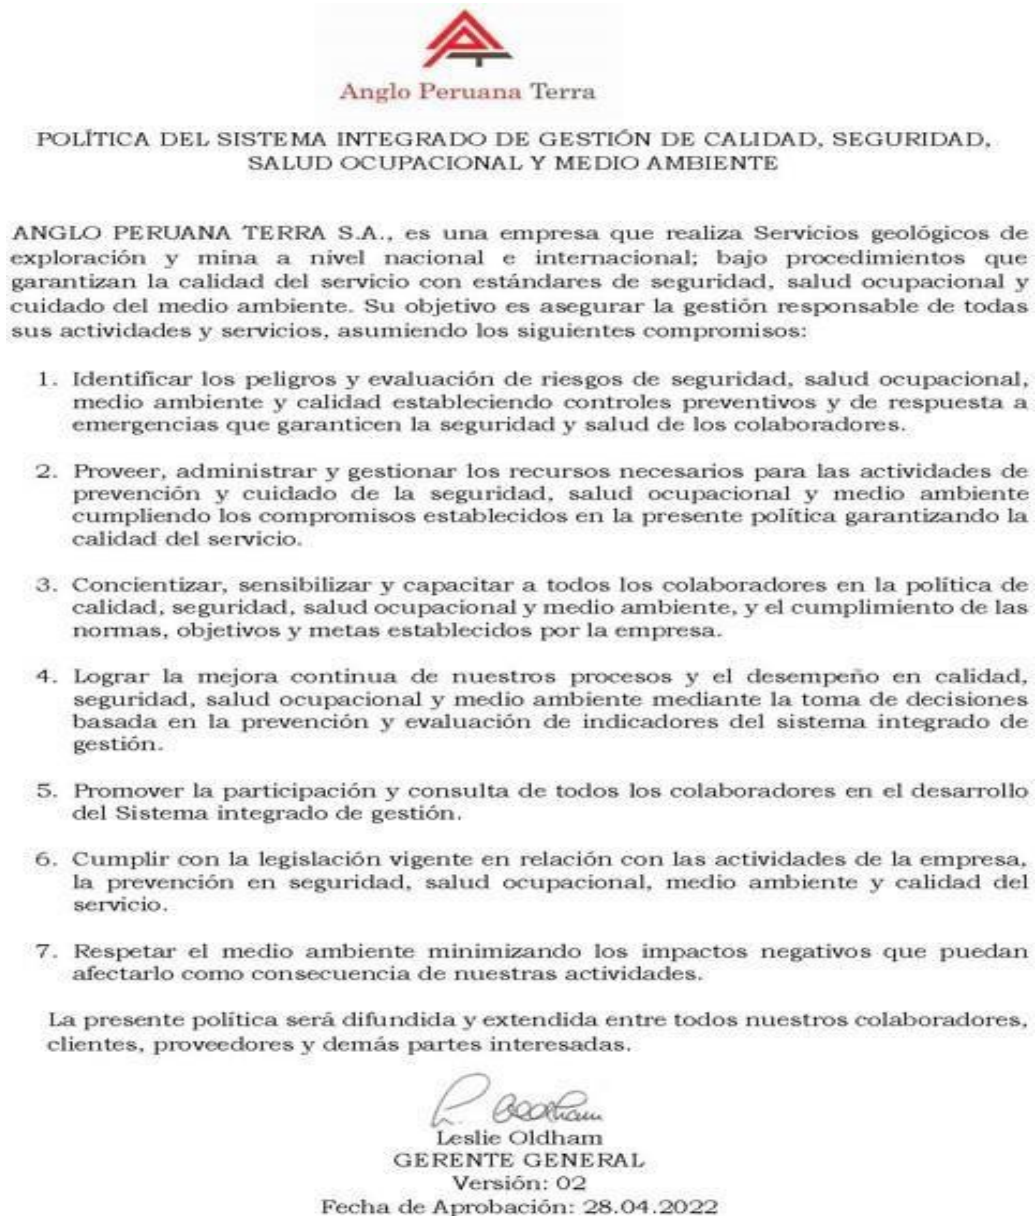 Anglo Peruana Terra
POLÍTICA DEL SISTEMA INTEGRADO DE GESTIÓN DE CALIDAD, SEGURIDAD,
SALUD OCUPACIONAL Y MEDIO AMBIENTE
ANGLO PERUANA TERRA S.A., es una empresa que realiza Servicios geológicos de
exploración y mina a nivel nacional e internacional; bajo procedimientos que
garantizan la calidad del servicio con estándares de seguridad, salud ocupacional y
cuidado del medio ambiente. Su objetivo es asegurar la gestión responsable de todas
sus actividades y servicios, asumiendo los siguientes compromisos:
1. Identificar los peligros y evaluación de riesgos de seguridad, salud ocupacional,
medio ambiente y calidad estableciendo controles preventivos y de respuesta a
emergencias que garanticen la seguridad y salud de los colaboradores.
2. Proveer, administrar y gestionar los recursos necesarios para las actividades de
prevención y cuidado de la seguridad, salud ocupacional y medio ambiente
cumpliendo los compromisos establecidos en la presente política garantizando la
calidad del servicio.
3. Concientizar, sensibilizar y capacitar a todos los colaboradores en la política de
calidad, seguridad, salud ocupacional y medio ambiente, y el cumplimiento de las
normas, objetivos y metas establecidos por la empresa.
4. Lograr la mejora continua de nuestros procesos y el desempeño en calidad,
seguridad, salud ocupacional y medio ambiente mediante la toma de decisiones
basada en la prevención y evaluación de indicadores del sistema integrado de
gestión.
5. Promover la participación y consulta de todos los colaboradores en el desarrollo
del Sistema integrado de gestión.
6. Cumplir con la legislación vigente en relación con las actividades de la empresa,
la prevención en seguridad, salud ocupacional, medio ambiente y calidad del
servicio.
7. Respetar el medio ambiente minimizando los impactos negativos que puedan
afectarlo como consecuencia de nuestras actividades.
La presente política será difundida y extendida entre todos nuestros colaboradores,
clientes, proveedores y demás partes interesadas.
L. Oldham
Leslie Oldham
GERENTE GENERAL
Versión: 02
Fecha de Aprobación: 28.04.2022